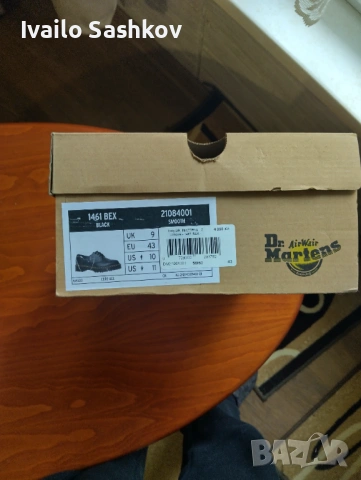 Ivailo Sashkov
1461 BEX
BLACK
21084001
SMOOTH
UK 9
EU 43
US 10
US 11
Dr.
AirWair
Martens
BAZAR